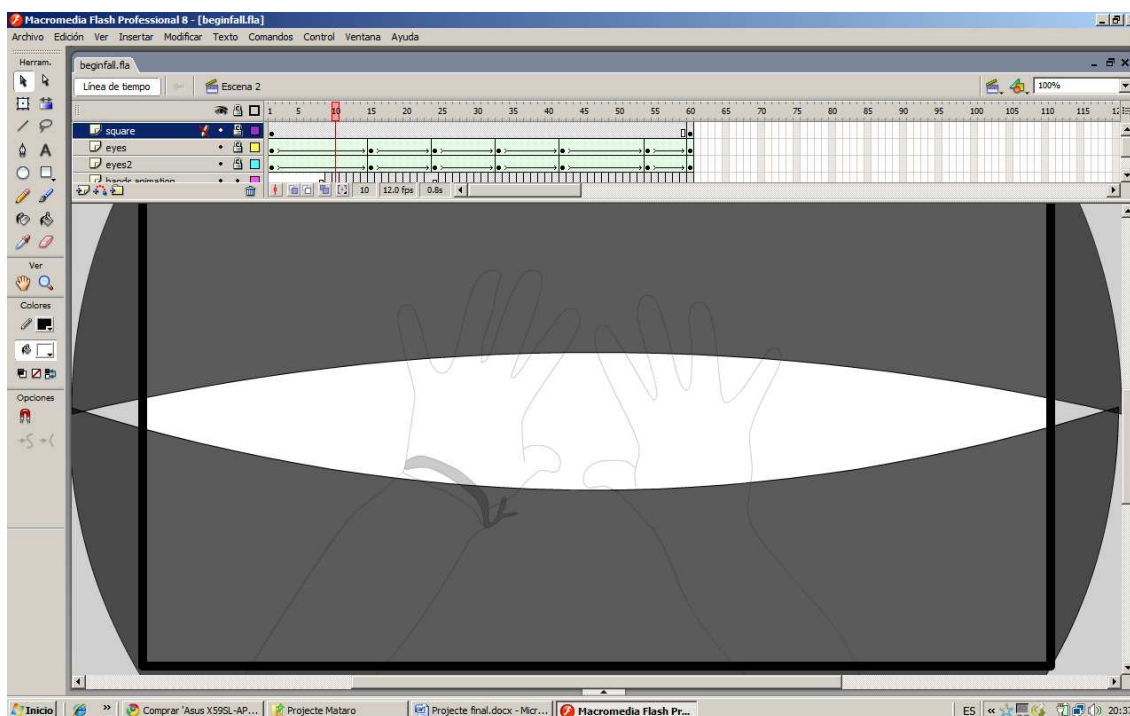 Macromedia Flash Professional 8 - [beginfall.fla]
Archivo Edición Ver Insertar Modificar Texto Comandos Control Ventana Ayuda
Herram.
beginfall.fla
Línea de tiempo Escena 2 100%
1 5 10 15 20 25 30 35 40 45 50 55 60 65 70 75 80 85 90 95 100 105 110 115
square
eyes
eyes2
hands animation
10 12.0 fps 0.8s
Ver
Colores
Opciones
Inicio » Comprar 'Asus X59SL-AP... Projecte Mataro Projecte final.docx - Micr... Macromedia Flash Pr... ES « 20:37